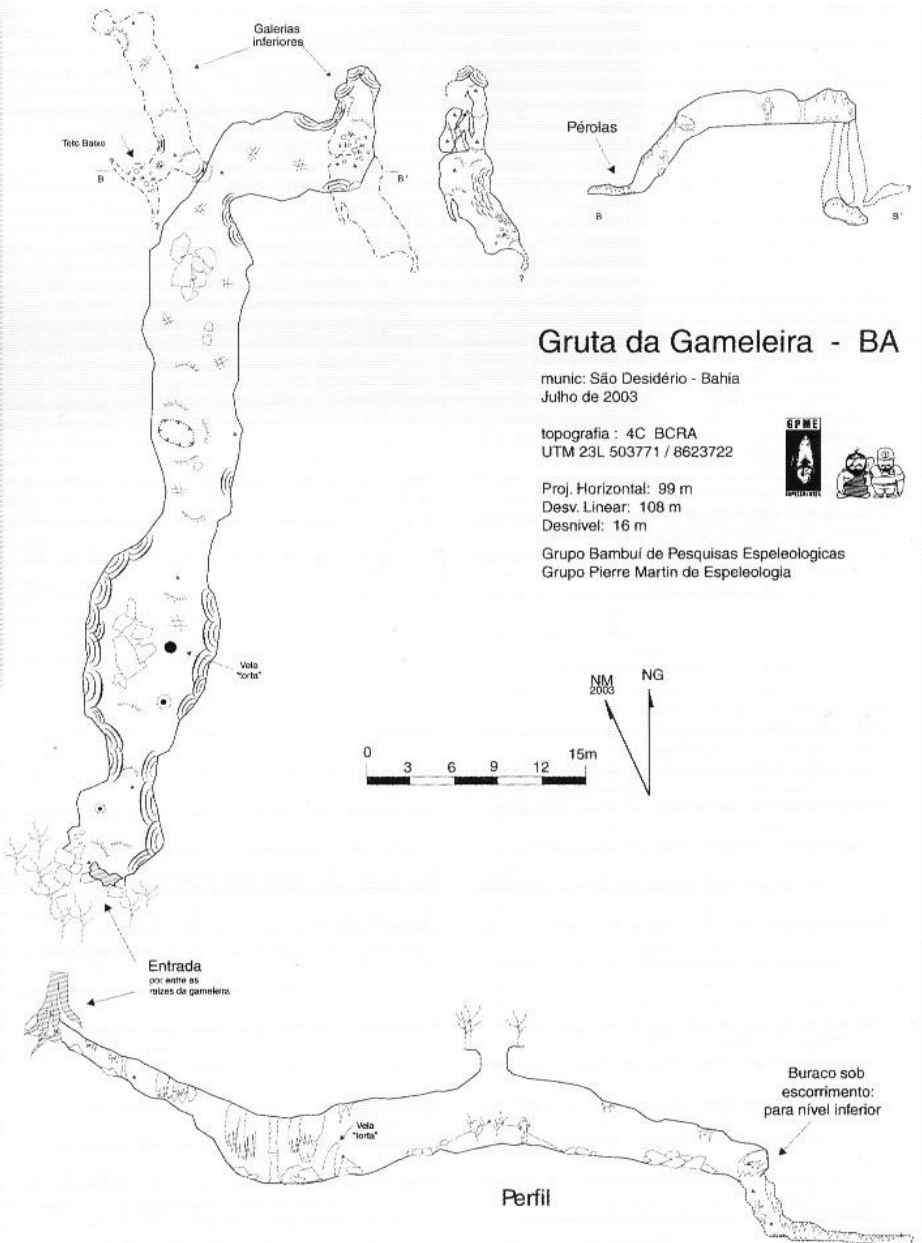 Galerias
inferiores
Teto Baixo
B
B'
?
?
Pérolas
B
B'
?
Gruta da Gameleira - BA
munic: São Desidério - Bahia
Julho de 2003
topografia : 4C BCRA
UTM 23L 503771 / 8623722
GPME
Proj. Horizontal: 99 m
Desv. Linear: 108 m
Desnivel: 16 m
Grupo Bambuí de Pesquisas Espeleologicas
Grupo Pierre Martin de Espeleologia
Vela
"torta"
NM
2003
NG
0 3 6 9 12 15m
Entrada
por entre as
raizes da gameleira
Buraco sob
escorrimento:
para nível inferior
Vela
"torta"
Perfil